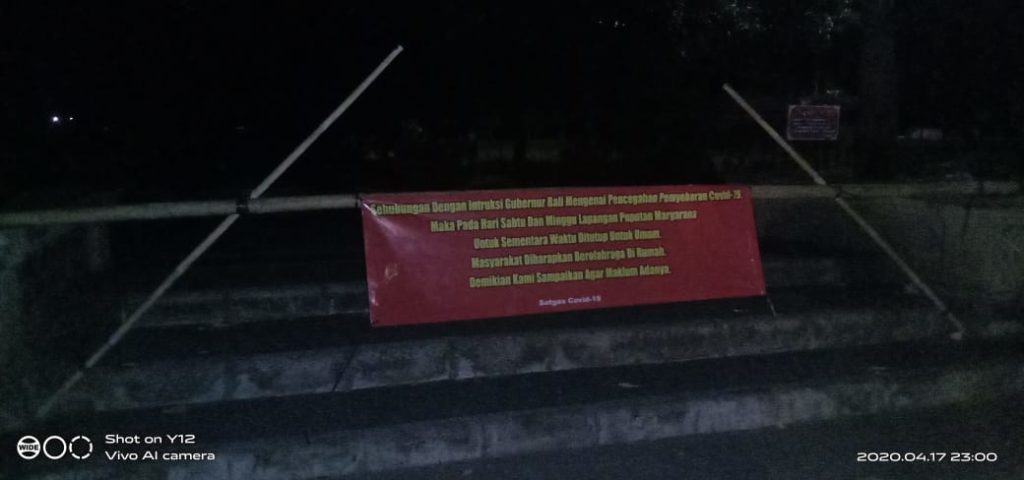 Sehubungan Dengan Intruksi Gubernur Bali Mengenai Pencegahan Penyebaran Covid-19.
Maka Pada Hari Sabtu Dan Minggu Lapangan Puputan Margarana
Untuk Sementara Waktu Ditutup Untuk Umum.
Masyarakat Diharapkan Berolahraga Di Rumah.
Demikian Kami Sampaikan Agar Maklum Adanya.
Satgas Covid-19
WIDE
Shot on Y12
Vivo AI camera
2020.04.17 23:00